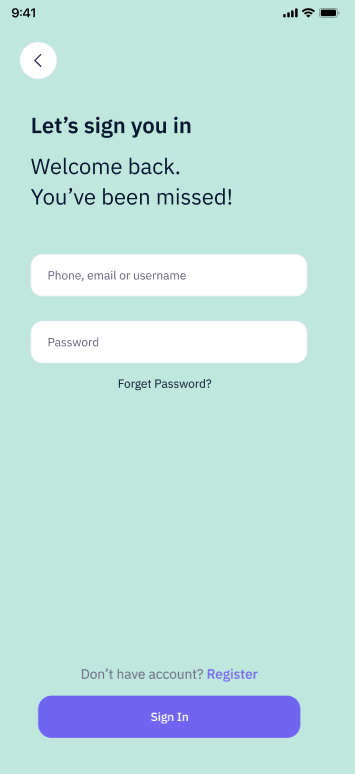 9:41
Let’s sign you in
Welcome back.
You’ve been missed!
Phone, email or username
Password
Forget Password?
Don’t have account? Register
Sign In